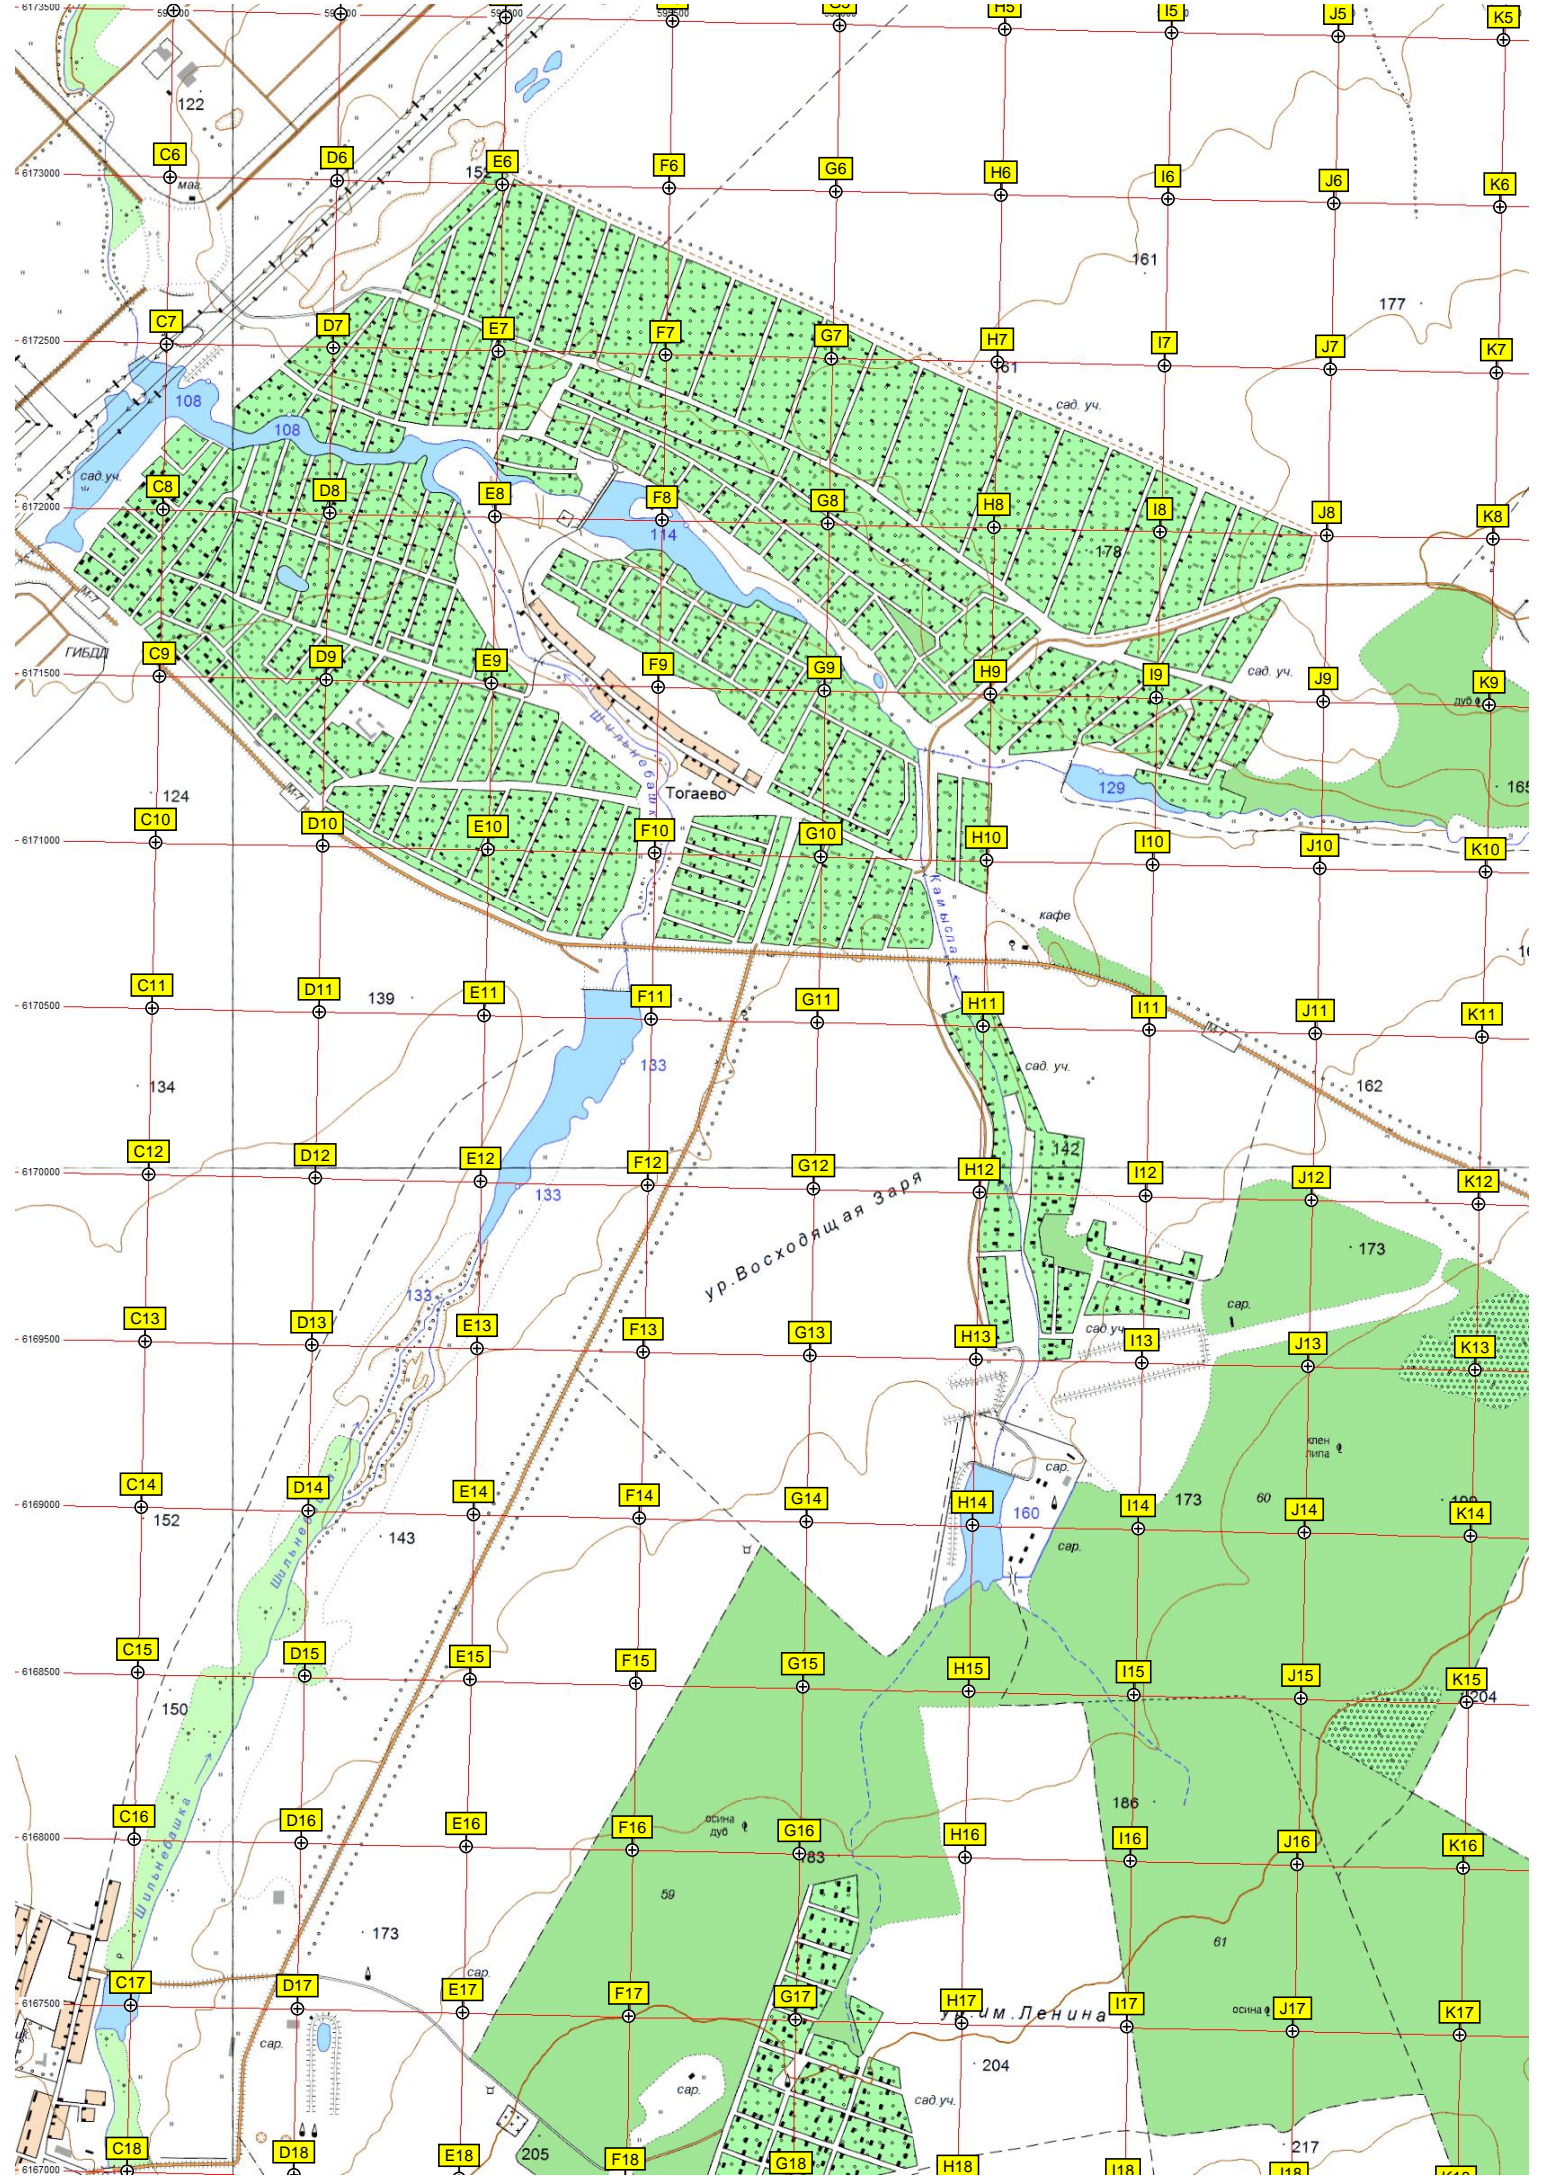 6173500
H5
I5
J5
K5
122
C6
D6
E6
F6
G6
H6
I6
J6
K6
6173000
маг.
161
177
C7
D7
E7
F7
G7
H7
I7
J7
K7
6172500
108
108
сад. уч.
сад.уч.
C8
D8
E8
F8
G8
H8
I8
J8
K8
6172000
114
178
М-7
ГИБДД
C9
D9
E9
F9
G9
H9
I9
J9
K9
6171500
сад. уч.
дуб
129
124
Тогаево
М-7
C10
D10
E10
F10
G10
H10
I10
J10
K10
6171000
Камысла
кафе
139
C11
D11
E11
F11
G11
H11
I11
J11
K11
6170500
М-7
133
сад. уч.
134
162
142
C12
D12
E12
F12
G12
H12
I12
J12
K12
6170000
133
ур.Восходящая Заря
173
133
сар.
C13
D13
E13
F13
G13
H13
I13
J13
K13
6169500
сад.уч.
клен
липа
сар.
C14
D14
E14
F14
G14
H14
I14
J14
K14
6169000
152
143
160
173
60
сар.
C15
D15
E15
F15
G15
H15
I15
J15
K15
6168500
204
150
186
Шильнебашка
осина
дуб
C16
D16
E16
F16
G16
H16
I16
J16
K16
6168000
183
59
173
61
сар.
C17
D17
E17
F17
G17
H17
I17
J17
K17
6167500
им.Ленина
осина
сар.
204
сар.
сад.уч.
217
205
C18
D18
E18
F18
G18
H18
I18
J18
6167000